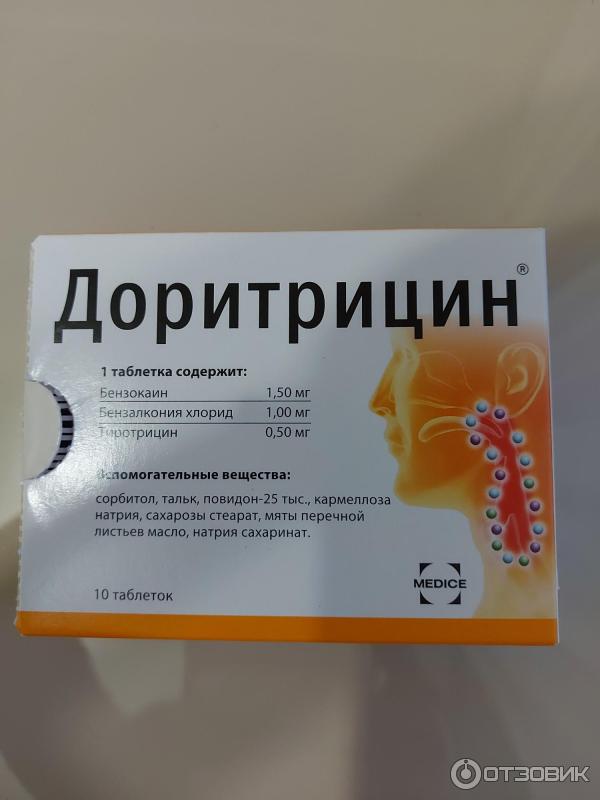 Доритрицин®
1 таблетка содержит:
Бензокаин 1,50 мг
Бензалкония хлорид 1,00 мг
Тиротрицин 0,50 мг
Вспомогательные вещества:
сорбитол, тальк, повидон-25 тыс., кармеллоза
натрия, сахарозы стеарат, мяты перечной
листьев масло, натрия сахаринат.
MEDICE
10 таблеток
ОТЗОВИК